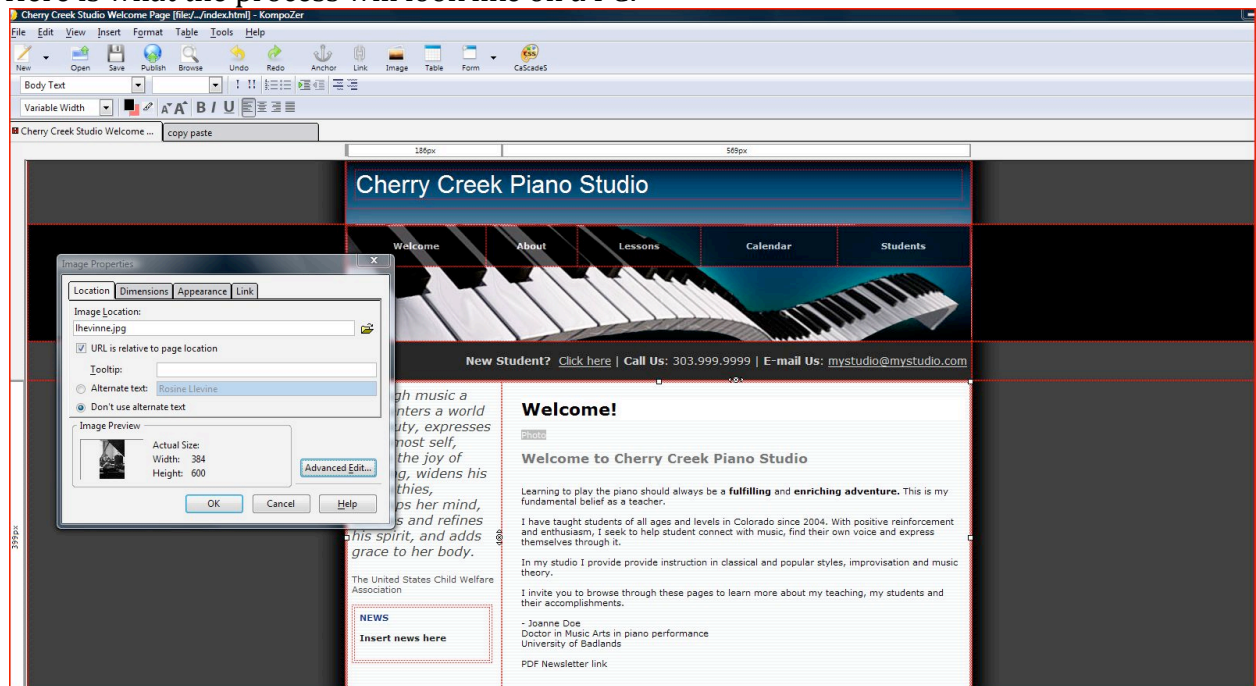 Here is what the process will look like on a PC:
Cherry Creek Studio Welcome Page [file:/.../index.html] - KompoZer
File Edit View Insert Format Table Tools Help
New Open Save Publish Browse Undo Redo Anchor Link Image Table Form CaScadeS
Body Text
Variable Width
Cherry Creek Studio Welcome ... copy paste
186px 569px
Cherry Creek Piano Studio
Welcome About Lessons Calendar Students
New Student? Click here | Call Us: 303.999.9999 | E-mail Us: mystudio@mystudio.com
Image Properties
Location Dimensions Appearance Link
Image Location:
lhevinne.jpg
URL is relative to page location
Tooltip:
Alternate text: Rosine Llevine
Don't use alternate text
Image Preview
Actual Size:
Width: 384
Height: 600
Advanced Edit...
OK Cancel Help
399px
gh music a
nters a world
uty, expresses
most self,
the joy of
g, widens his
thies,
ps her mind,
s and refines
his spirit, and adds
grace to her body.
The United States Child Welfare
Association
NEWS
Insert news here
Welcome!
Photo
Welcome to Cherry Creek Piano Studio
Learning to play the piano should always be a fulfilling and enriching adventure. This is my
fundamental belief as a teacher.
I have taught students of all ages and levels in Colorado since 2004. With positive reinforcement
and enthusiasm, I seek to help student connect with music, find their own voice and express
themselves through it.
In my studio I provide provide instruction in classical and popular styles, improvisation and music
theory.
I invite you to browse through these pages to learn more about my teaching, my students and
their accomplishments.
- Joanne Doe
Doctor in Music Arts in piano performance
University of Badlands
PDF Newsletter link